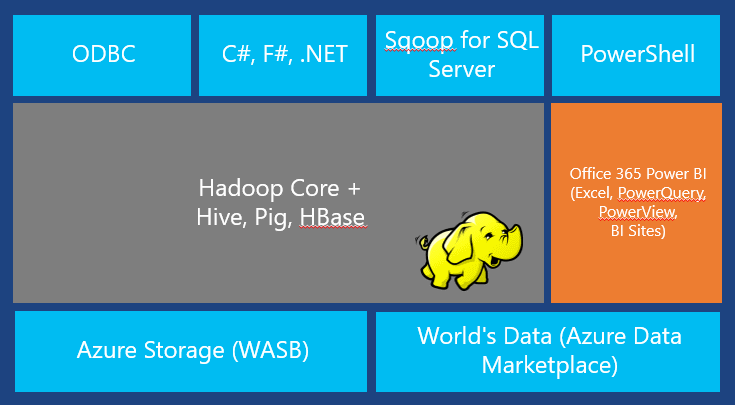 ODBC
C#, F#, .NET
Sqoop for SQL
Server
PowerShell
Hadoop Core +
Hive, Pig, HBase
Office 365 Power BI
(Excel, PowerQuery,
PowerView,
BI Sites)
Azure Storage (WASB)
World's Data (Azure Data
Marketplace)